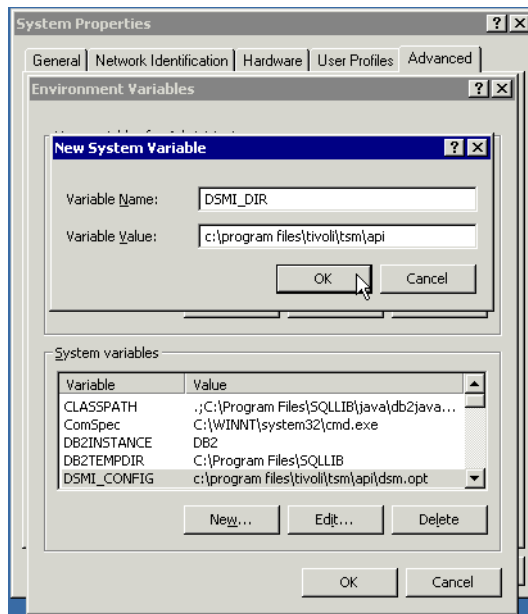 System Properties
General Network Identification Hardware User Profiles Advanced
Environment Variables
New System Variable
Variable Name: DSMI_DIR
Variable Value: c:\program files\tivoli\tsm\api
OK Cancel
System variables
Variable Value
CLASSPATH .;C:\Program Files\SQLLIB\java\db2java...
ComSpec C:\WINNT\system32\cmd.exe
DB2INSTANCE DB2
DB2TEMPDIR C:\Program Files\SQLLIB
DSMI_CONFIG c:\program files\tivoli\tsm\api\dsm.opt
New... Edit... Delete
OK Cancel